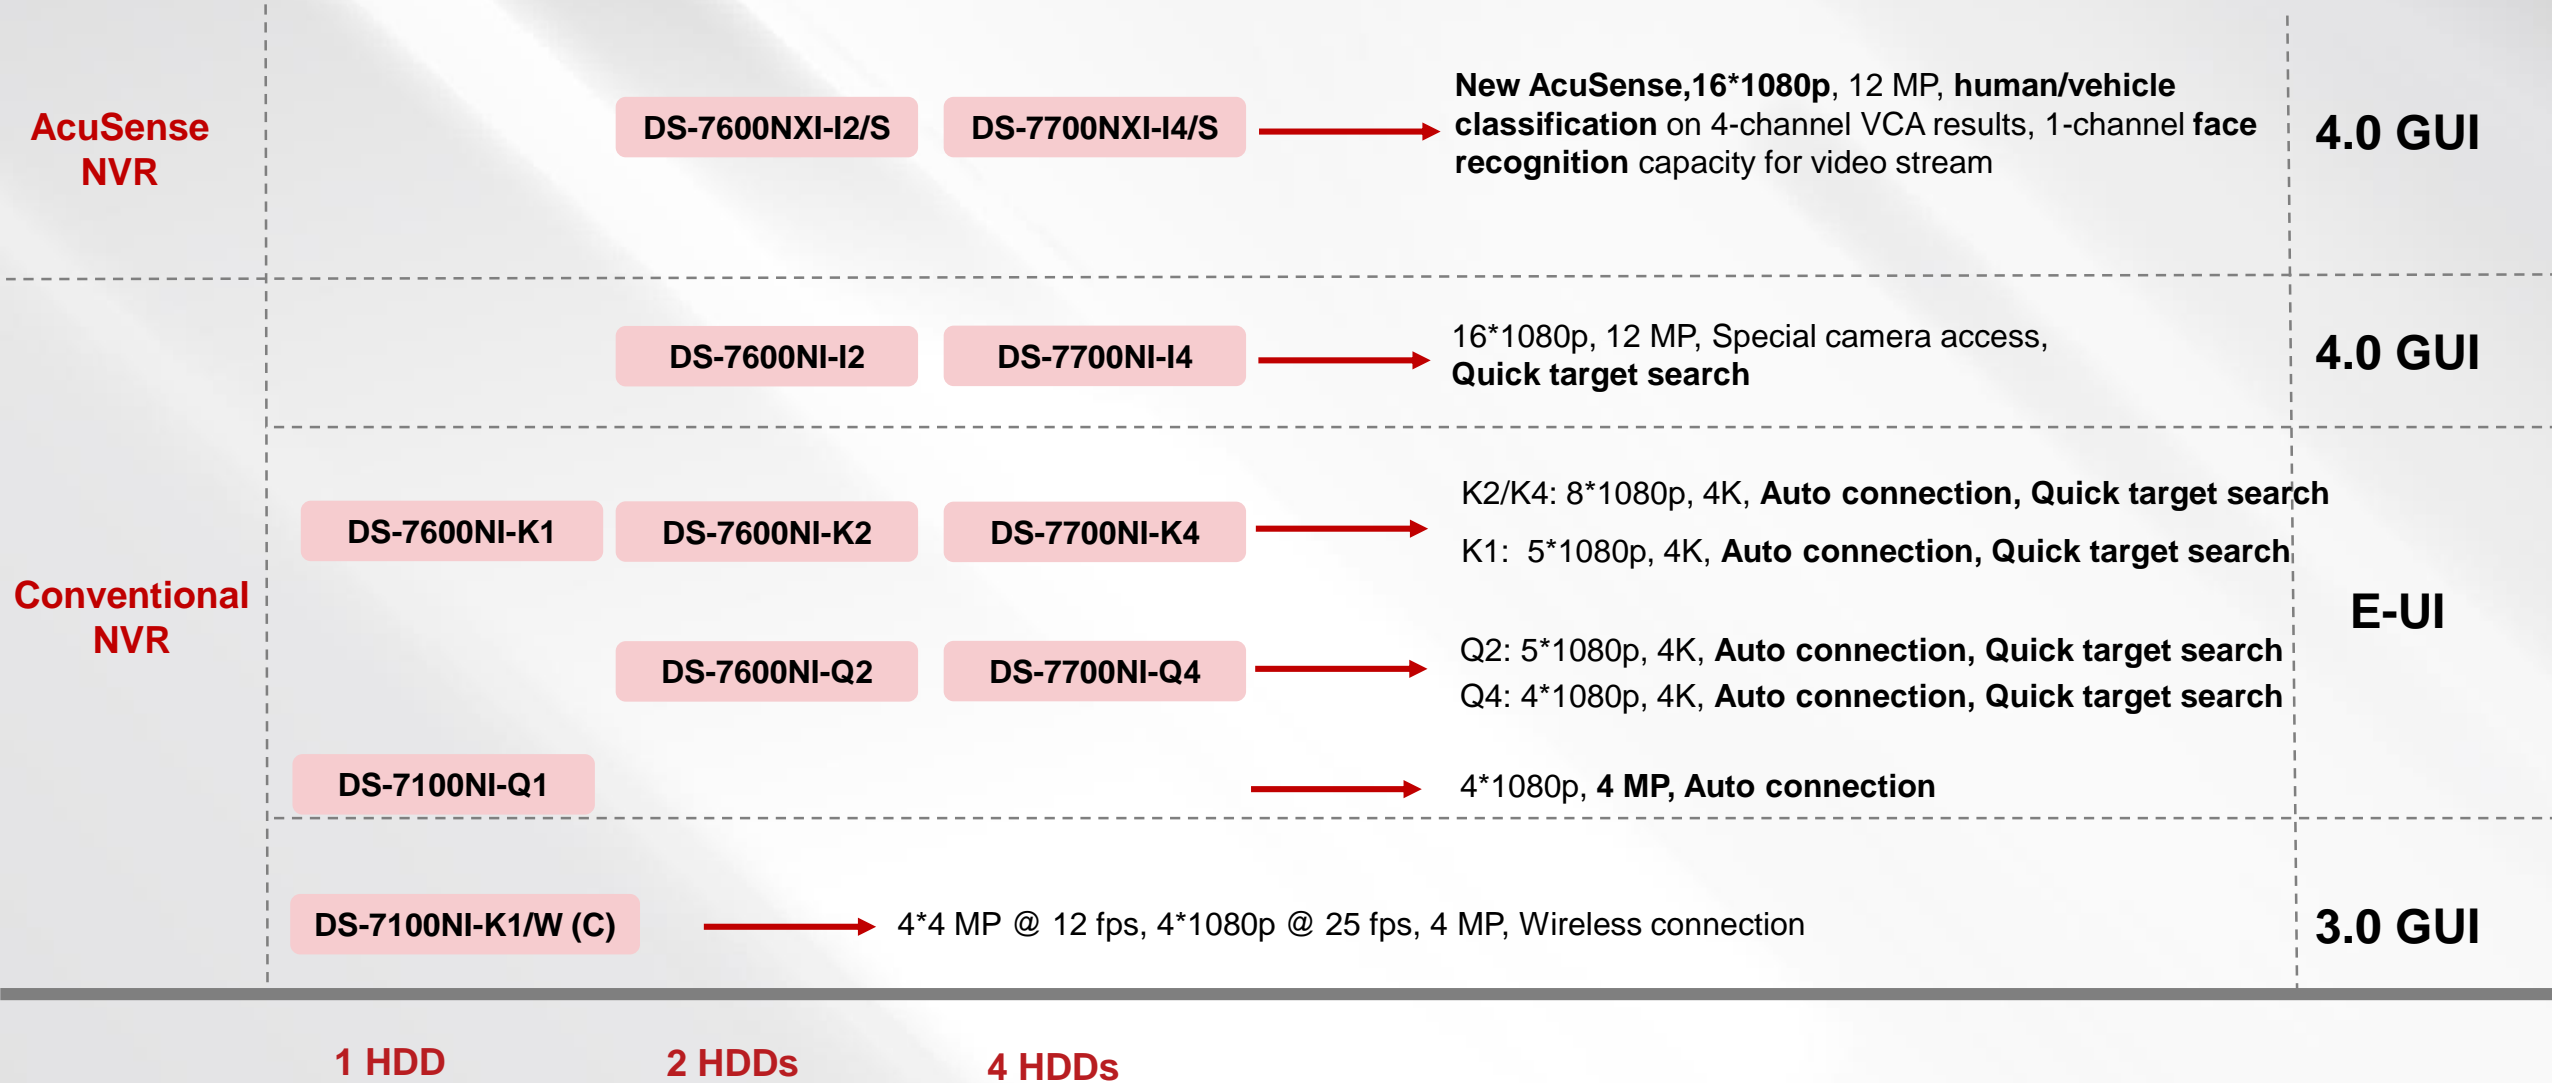 AcuSense
NVR
DS-7600NXI-I2/S
DS-7700NXI-I4/S
New AcuSense,16*1080p, 12 MP, human/vehicle
classification on 4-channel VCA results, 1-channel face
recognition capacity for video stream
4.0 GUI
DS-7600NI-I2
DS-7700NI-I4
16*1080p, 12 MP, Special camera access,
Quick target search
4.0 GUI
Conventional
NVR
DS-7600NI-K1
DS-7600NI-K2
DS-7700NI-K4
K2/K4: 8*1080p, 4K, Auto connection, Quick target search
K1: 5*1080p, 4K, Auto connection, Quick target search
E-UI
DS-7600NI-Q2
DS-7700NI-Q4
Q2: 5*1080p, 4K, Auto connection, Quick target search
Q4: 4*1080p, 4K, Auto connection, Quick target search
DS-7100NI-Q1
4*1080p, 4 MP, Auto connection
DS-7100NI-K1/W (C)
4*4 MP @ 12 fps, 4*1080p @ 25 fps, 4 MP, Wireless connection
3.0 GUI
1 HDD
2 HDDs
4 HDDs